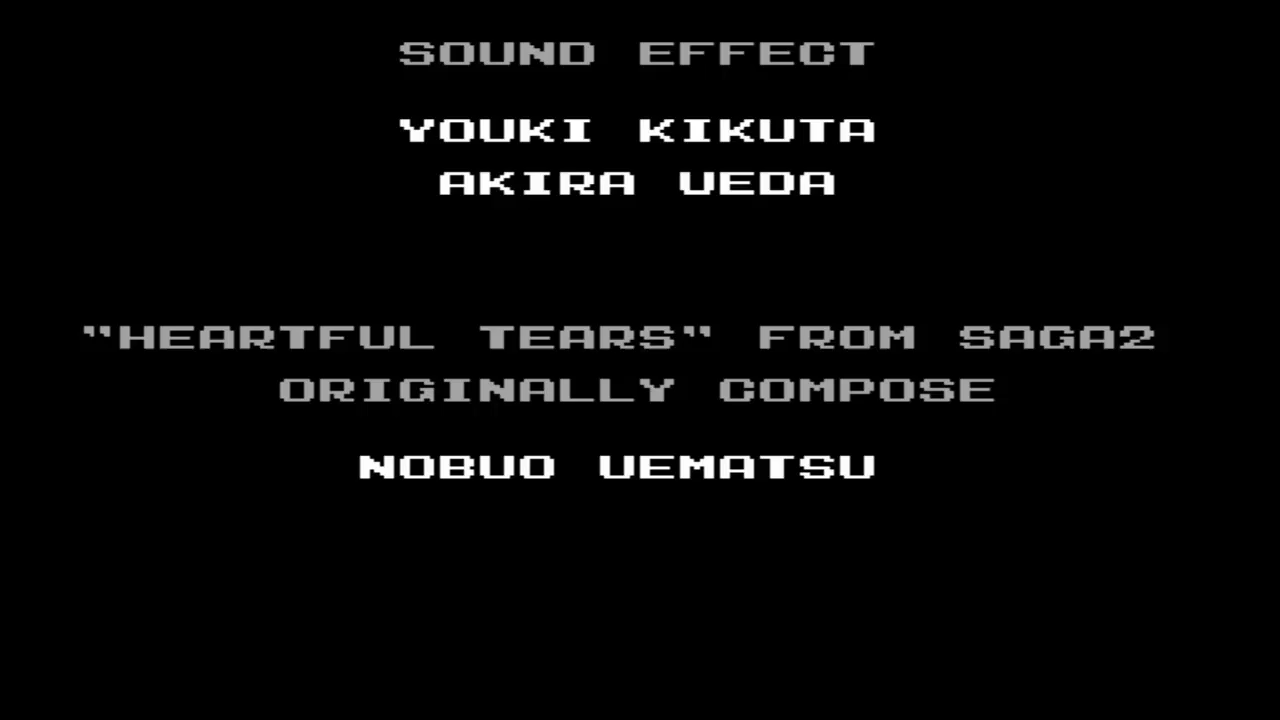 SOUND EFFECT
YOUKI KIKUTA
AKIRA UEDA
"HEARTFUL TEARS" FROM SAGA2
ORIGINALLY COMPOSE
NOBUO UEMATSU